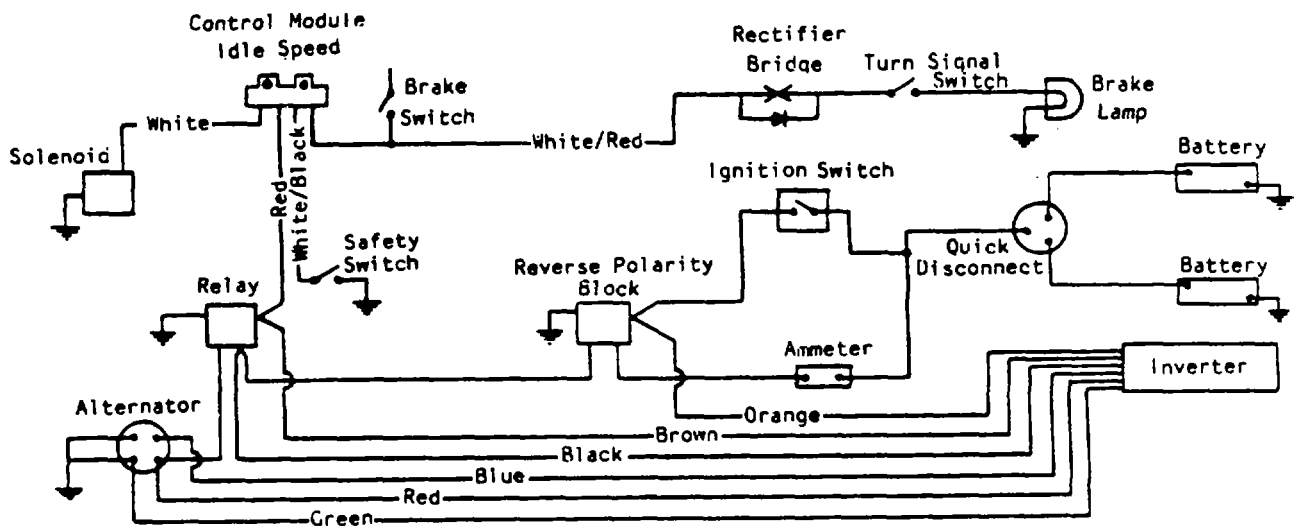 Control Module
Idle Speed
Rectifier
Bridge
Turn Signal
Switch
Brake
Lamp
Brake
Switch
White
White/Red
Solenoid
Battery
Ignition Switch
Red
White/Black
Safety
Switch
Quick
Disconnect
Reverse Polarity
Block
Battery
Relay
Ammeter
Inverter
Alternator
Orange
Brown
Black
Blue
Red
Green